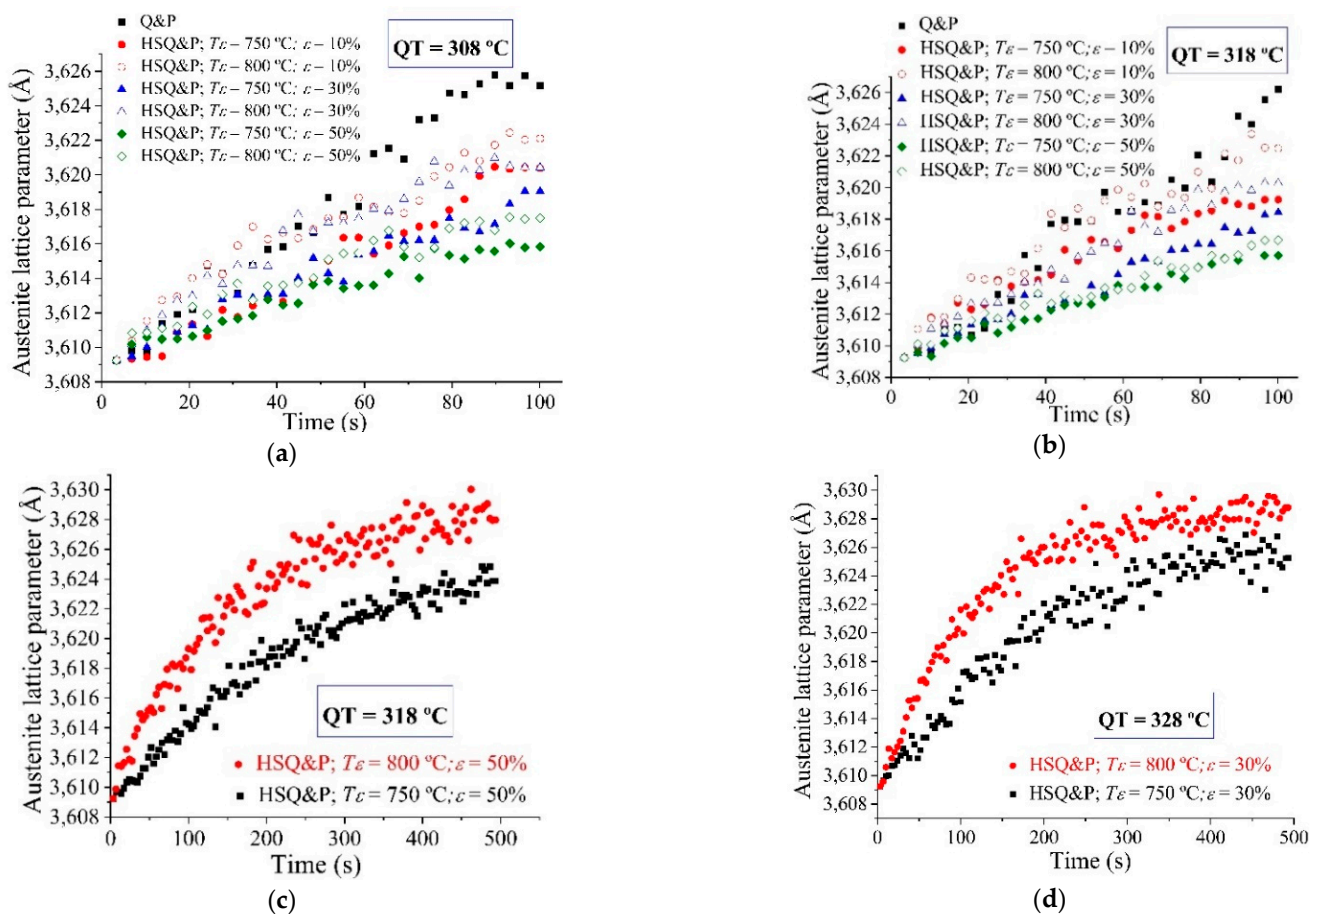 Q&P
HSQ&P; Tε – 750 ºC; ε – 10%
HSQ&P; Tε – 800 ºC; ε – 10%
HSQ&P; Tε – 750 ºC; ε – 30%
HSQ&P; Tε – 800 ºC; ε – 30%
HSQ&P; Tε – 750 ºC; ε – 50%
HSQ&P; Tε – 800 ºC; ε – 50%
QT = 308 ºC
Austenite lattice parameter (Å)
3,626
3,624
3,622
3,620
3,618
3,616
3,614
3,612
3,610
3,608
0 20 40 60 80 100
Time (s)
(a)
Q&P
HSQ&P; Tε – 750 ºC; ε – 10%
HSQ&P; Tε = 800 ºC; ε = 10%
HSQ&P; Tε = 750 ºC; ε = 30%
HSQ&P; Tε = 800 ºC; ε = 30%
HSQ&P; Tε = 750 ºC; ε – 50%
HSQ&P; Tε = 800 ºC; ε = 50%
QT = 318 ºC
Austenite lattice parameter (Å)
3,626
3,624
3,622
3,620
3,618
3,616
3,614
3,612
3,610
3,608
0 20 40 60 80 100
Time (s)
(b)
Austenite lattice parameter (Å)
3,630
3,628
3,626
3,624
3,622
3,620
3,618
3,616
3,614
3,612
3,610
3,608
QT = 318 ºC
HSQ&P; Tε = 800 ºC; ε = 50%
HSQ&P; Tε = 750 ºC; ε = 50%
0 100 200 300 400 500
Time (s)
(c)
Austenite lattice parameter (Å)
3,630
3,628
3,626
3,624
3,622
3,620
3,618
3,616
3,614
3,612
3,610
3,608
QT = 328 ºC
HSQ&P; Tε = 800 ºC; ε = 30%
HSQ&P; Tε = 750 ºC; ε = 30%
0 100 200 300 400 500
Time (s)
(d)